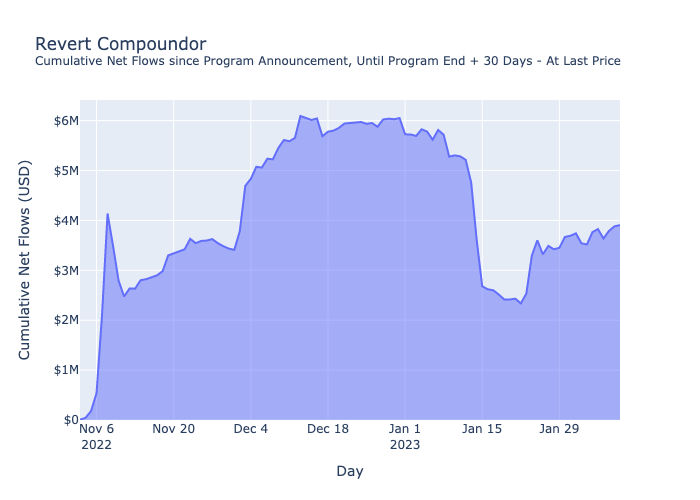 Revert Compoundor
Cumulative Net Flows since Program Announcement, Until Program End + 30 Days - At Last Price
Cumulative Net Flows (USD)
$6M
$5M
$4M
$3M
$2M
$1M
$0
Nov 6 Nov 20 Dec 4 Dec 18 Jan 1 Jan 15 Jan 29
2022 2023
Day